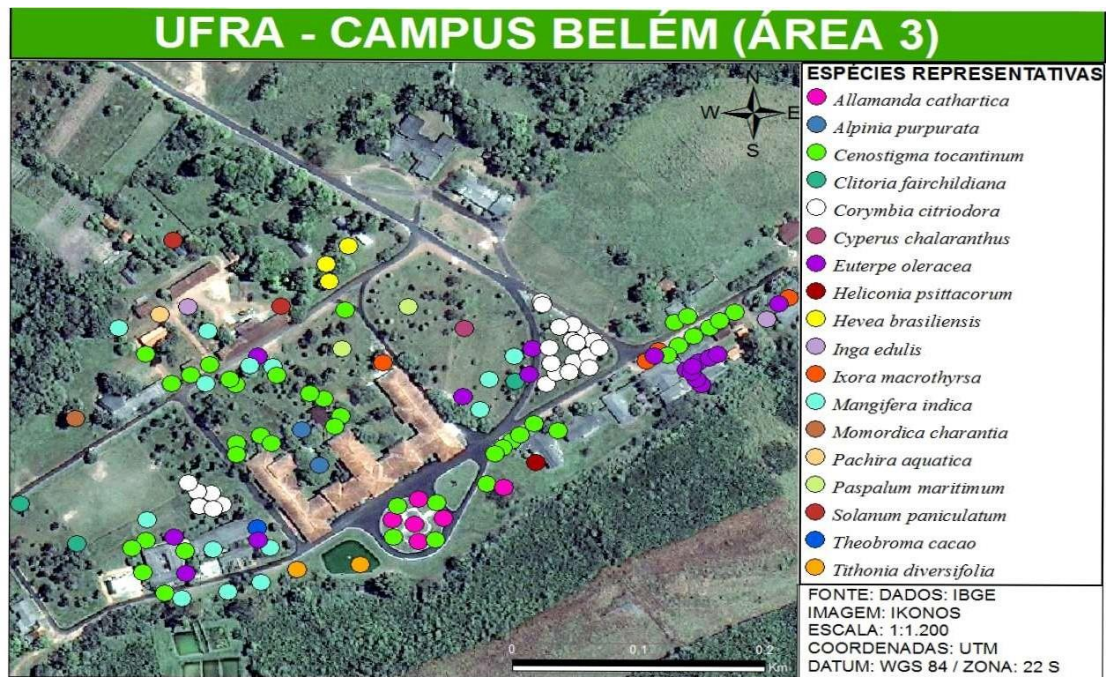 UFRA - CAMPUS BELÉM (ÁREA 3)
N
W E
S
0 0.1 0.2
Km
ESPÉCIES REPRESENTATIVAS
Allamanda cathartica
Alpinia purpurata
Cenostigma tocantinum
Clitoria fairchildiana
Corymbia citriodora
Cyperus chalaranthus
Euterpe oleracea
Heliconia psittacorum
Hevea brasiliensis
Inga edulis
Ixora macrothyrsa
Mangifera indica
Momordica charantia
Pachira aquatica
Paspalum maritimum
Solanum paniculatum
Theobroma cacao
Tithonia diversifolia
FONTE: DADOS: IBGE
IMAGEM: IKONOS
ESCALA: 1:1.200
COORDENADAS: UTM
DATUM: WGS 84 / ZONA: 22 S